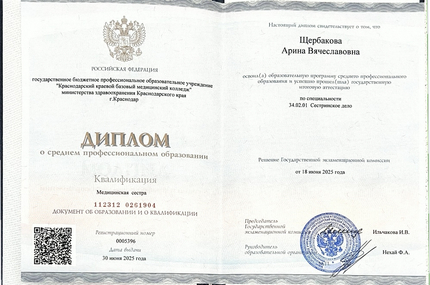 РОССИЙСКАЯ ФЕДЕРАЦИЯ
государственное бюджетное профессиональное образовательное учреждение
"Краснодарский краевой базовый медицинский колледж"
министерства здравоохранения Краснодарского края
г.Краснодар
ДИПЛОМ
о среднем профессиональном образовании
Квалификация
Медицинская сестра
112312 0261904
ДОКУМЕНТ ОБ ОБРАЗОВАНИИ И О КВАЛИФИКАЦИИ
Регистрационный номер
0005396
Дата выдачи
30 июня 2025 года
Настоящий диплом свидетельствует о том, что
Щербакова
Арина Вячеславовна
освоил(а) образовательную программу среднего профессионального
образования и успешно прошел(шла) государственную
итоговую аттестацию
по специальности
34.02.01 Сестринское дело
Решение Государственной экзаменационной комиссии
от 18 июня 2025 года
Председатель
Государственной
экзаменационной комиссии
Ильчакова И.В.
Руководитель
образовательной организации
Нехай Ф.А.